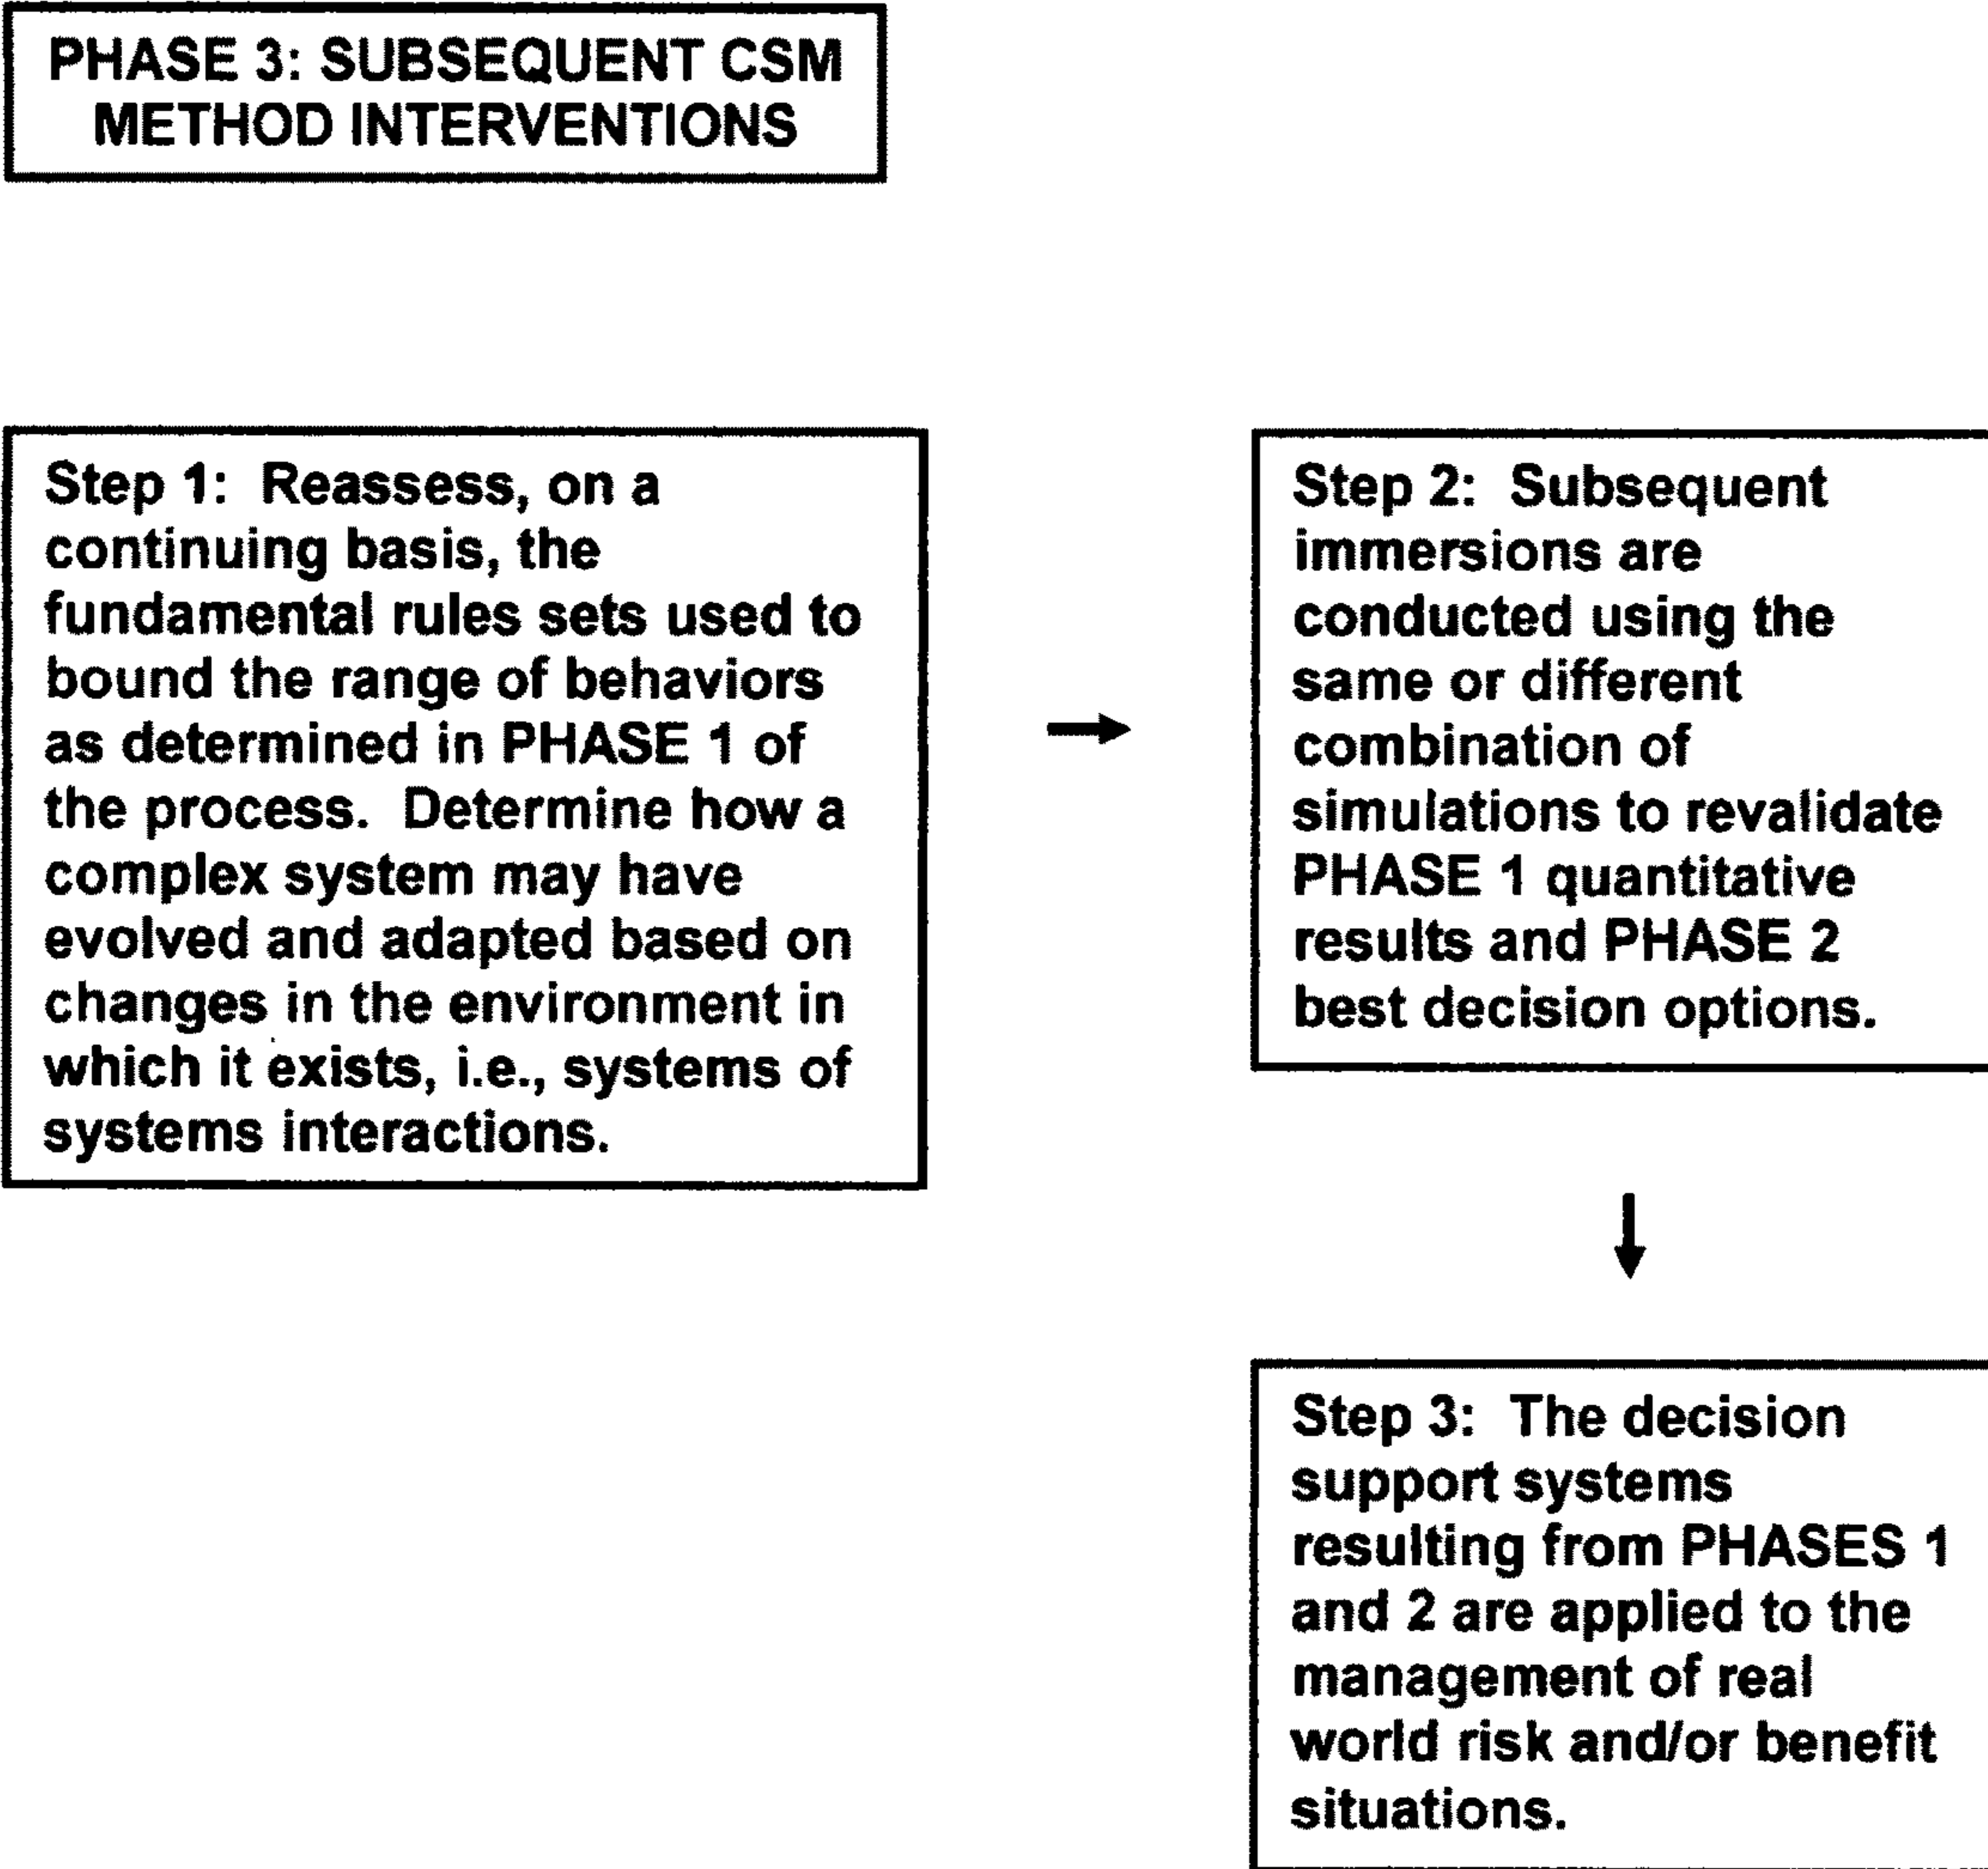 PHASE 3: SUBSEQUENT CSM
METHOD INTERVENTIONS
Step 1: Reassess, on a
continuing basis, the
fundamental rules sets used to
bound the range of behaviors
as determined in PHASE 1 of
the process. Determine how a
complex system may have
evolved and adapted based on
changes in the environment in
which it exists, i.e., systems of
systems interactions.
Step 2: Subsequent
immersions are
conducted using the
same or different
combination of
simulations to revalidate
PHASE 1 quantitative
results and PHASE 2
best decision options.
Step 3: The decision
support systems
resulting from PHASES 1
and 2 are applied to the
management of real
world risk and/or benefit
situations.